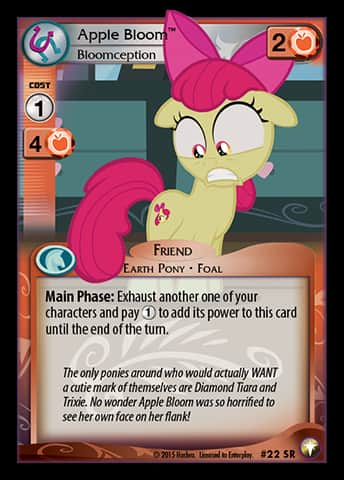 Apple Bloom™
Bloomception
2
COST
1
4
FRIEND
EARTH PONY · FOAL
Main Phase: Exhaust another one of your
characters and pay 1 to add its power to this card
until the end of the turn.
The only ponies around who would actually WANT
a cutie mark of themselves are Diamond Tiara and
Trixie. No wonder Apple Bloom was so horrified to
see her own face on her flank!
© 2015 Hasbro. Licensed to Enterplay. #22 SR